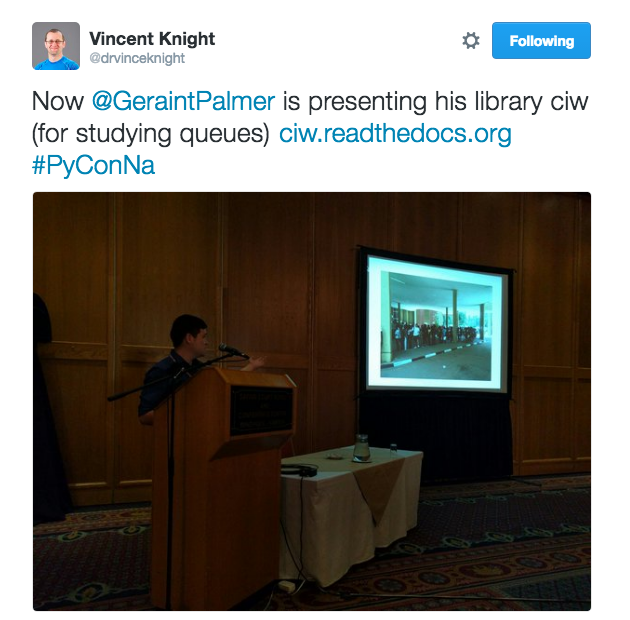 Vincent Knight
@drvinceknight
Following
Now @GeraintPalmer is presenting his library ciw
(for studying queues) ciw.readthedocs.org
#PyConNa